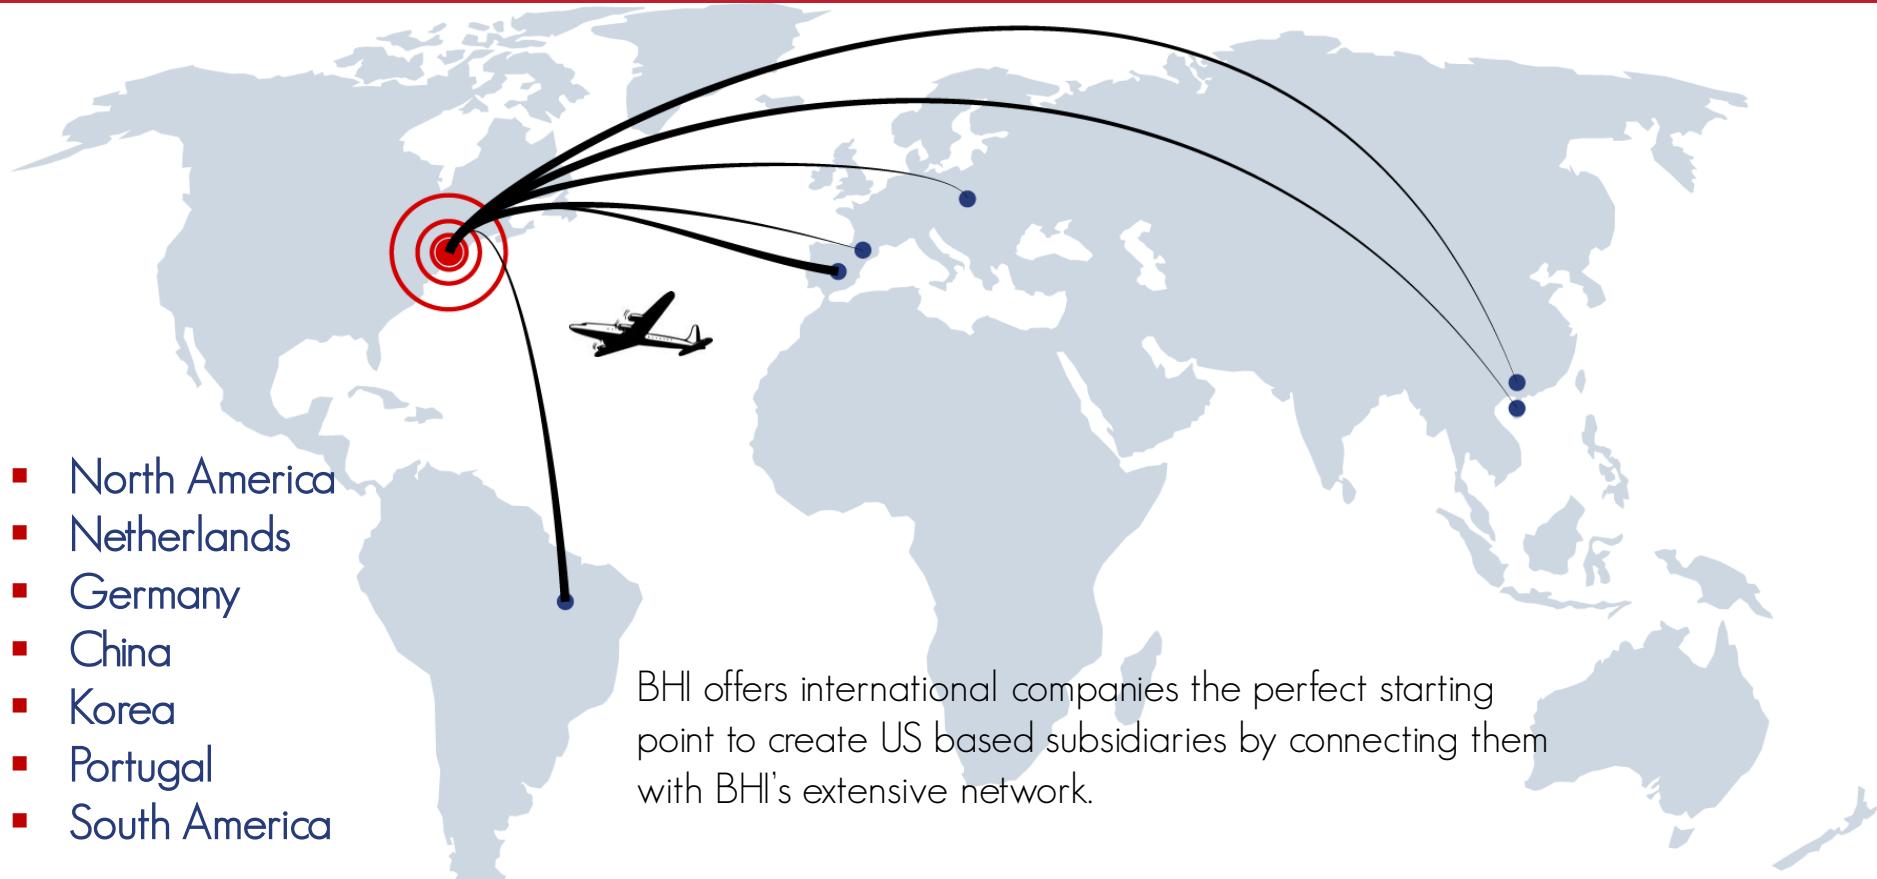 North America
Netherlands
Germany
China
Korea
Portugal
South America
BHI offers international companies the perfect starting
point to create US based subsidiaries by connecting them
with BHI's extensive network.